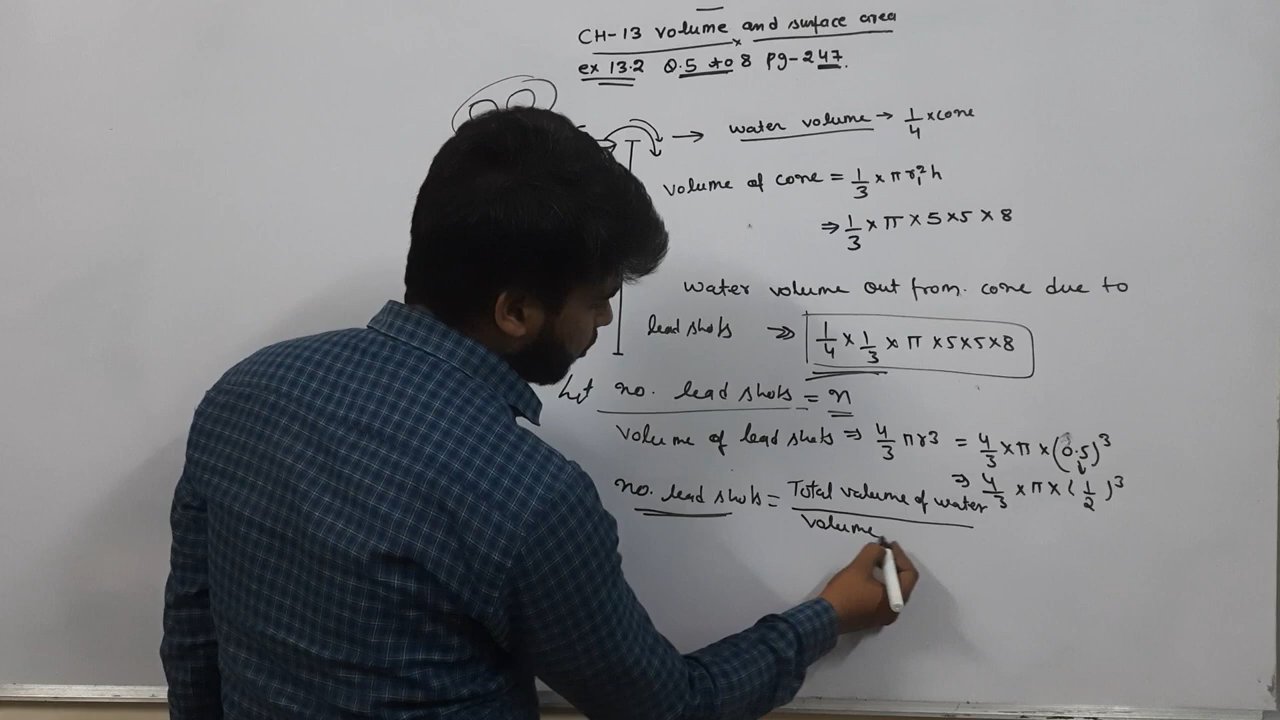 CH-13 volume and surface area
ex 13.2 Q.5 to 8 pg-247.
→ water volume → 1/4 × cone
volume of cone = 1/3 × π r₁² h
⇒ 1/3 × π × 5 × 5 × 8
water volume out from. cone due to
lead shots ⇒ 1/4 × 1/3 × π × 5 × 5 × 8
let no. lead shots = n
volume of lead shots ⇒ 4/3 π r3 = 4/3 × π × (0.5)³
⇒ 4/3 × π × (1/2)³
no. lead shots = Total volume of water
volume